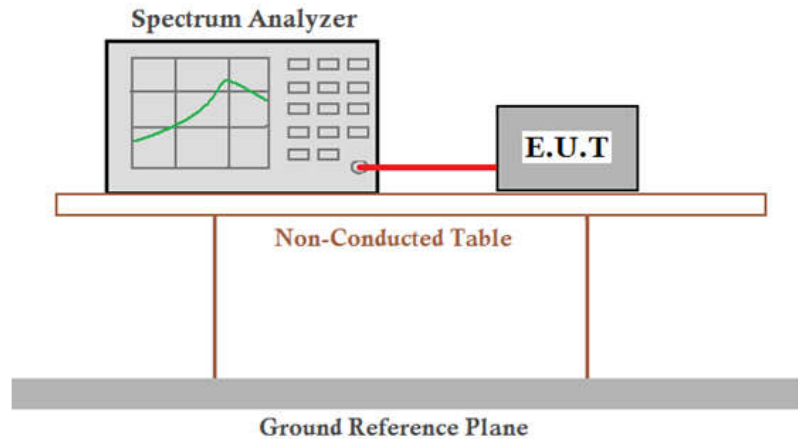 Spectrum Analyzer
E.U.T
Non-Conducted Table
Ground Reference Plane